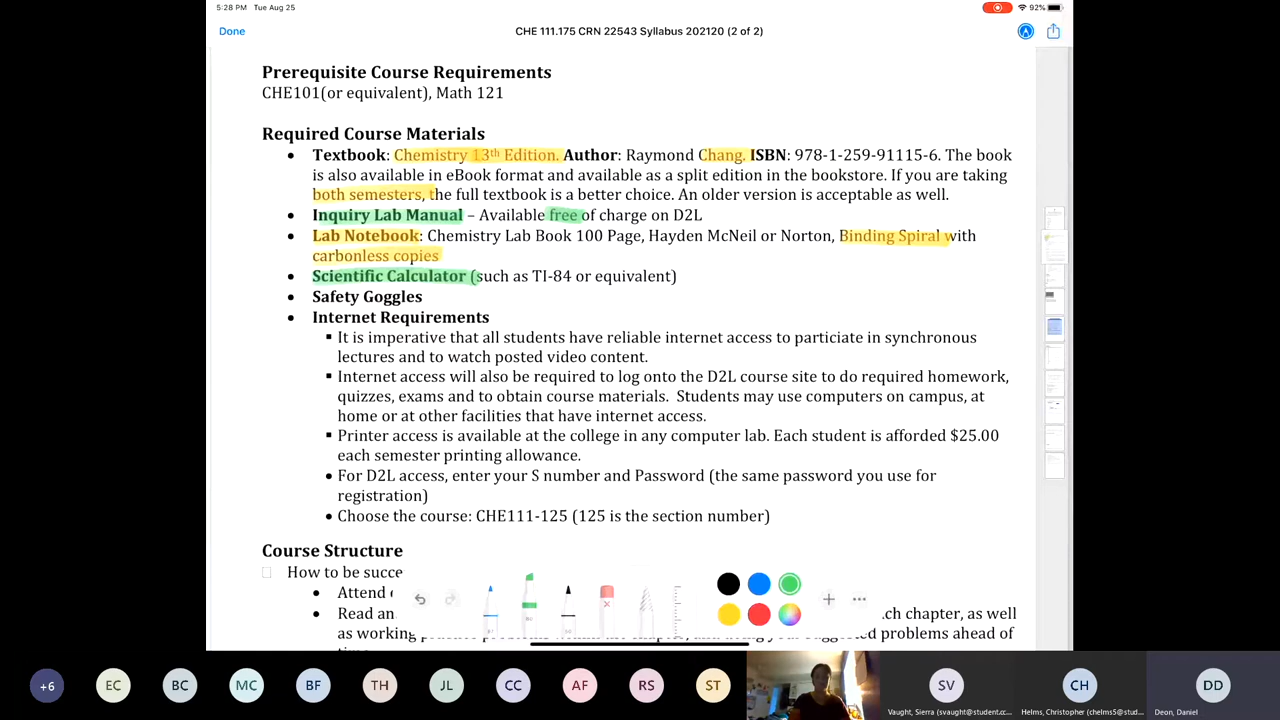 5:28 PM Tue Aug 25
92%
Done
CHE 111.175 CRN 22543 Syllabus 202120 (2 of 2)
Prerequisite Course Requirements
CHE101(or equivalent), Math 121
Required Course Materials
• Textbook: Chemistry 13th Edition. Author: Raymond Chang. ISBN: 978-1-259-91115-6. The book
is also available in eBook format and available as a split edition in the bookstore. If you are taking
both semesters, the full textbook is a better choice. An older version is acceptable as well.
• Inquiry Lab Manual – Available free of charge on D2L
• Lab Notebook: Chemistry Lab Book 100 Page, Hayden McNeil or Norton, Binding Spiral with
carbonless copies
• Scientific Calculator (such as TI-84 or equivalent)
• Safety Goggles
• Internet Requirements
▪ It is imperative that all students have reliable internet access to particiate in synchronous
lectures and to watch posted video content.
▪ Internet access will also be required to log onto the D2L course site to do required homework,
quizzes, exams and to obtain course materials. Students may use computers on campus, at
home or at other facilities that have internet access.
▪ Printer access is available at the college in any computer lab. Each student is afforded $25.00
each semester printing allowance.
• For D2L access, enter your S number and Password (the same password you use for
registration)
• Choose the course: CHE111-125 (125 is the section number)
Course Structure
How to be succe
• Attend
• Read an ch chapter, as well
as working problems ahead of
+6 EC BC MC BF TH JL CC AF RS ST SV CH DD
Vaught, Sierra (svaught@student.cc... Helms, Christopher (chelms5@stud... Deon, Daniel